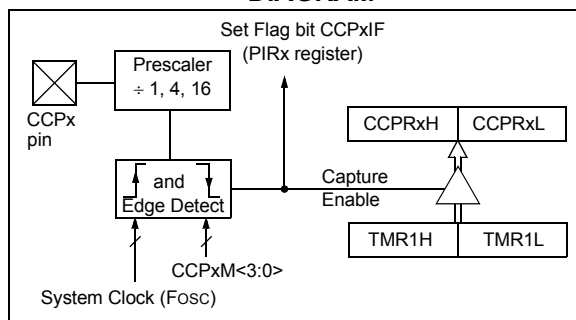 Set Flag bit CCPxIF
(PIRx register)
Prescaler
÷ 1, 4, 16
CCPx
pin
CCPRxH
CCPRxL
and
Edge Detect
Capture
Enable
TMR1H
TMR1L
CCPxM<3:0>
System Clock (FOSC)